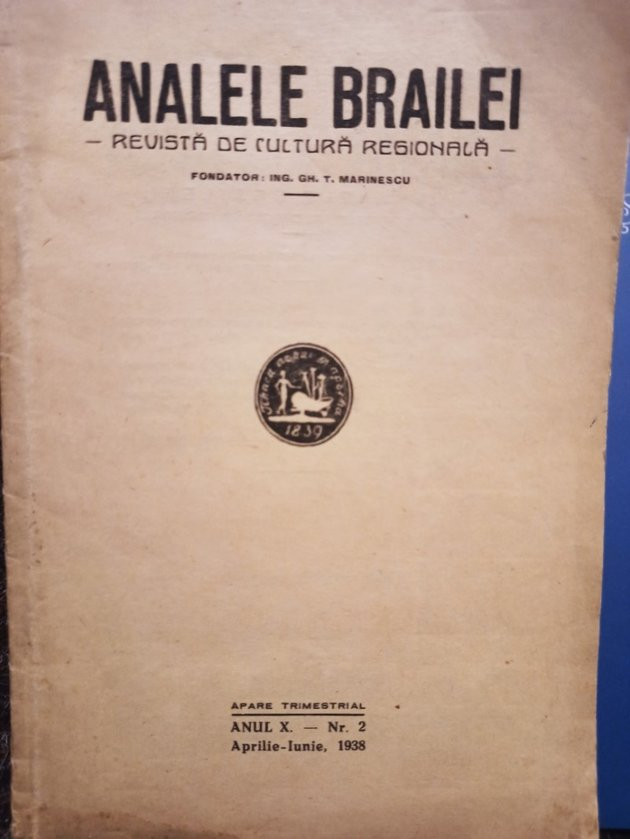 ANALELE BRAILEI
— REVISTĂ DE CULTURĂ REGIONALĂ —
FONDATOR: ING. GH. T. MARINESCU
1839
APARE TRIMESTRIAL
ANUL X. — Nr. 2
Aprilie-Iunie, 1938